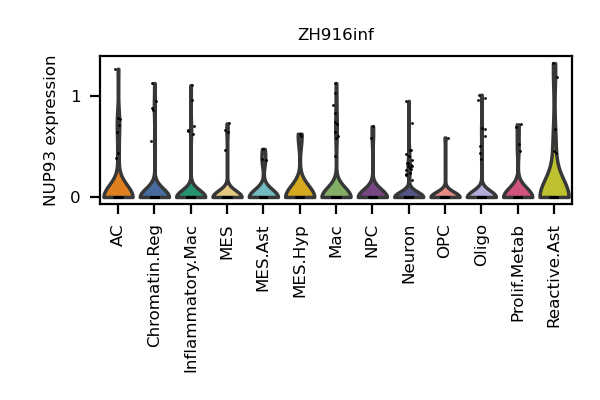 ZH916inf
NUP93 expression
1
0
AC
Chromatin.Reg
Inflammatory.Mac
MES
MES.Ast
MES.Hyp
Mac
NPC
Neuron
OPC
Oligo
Prolif.Metab
Reactive.Ast